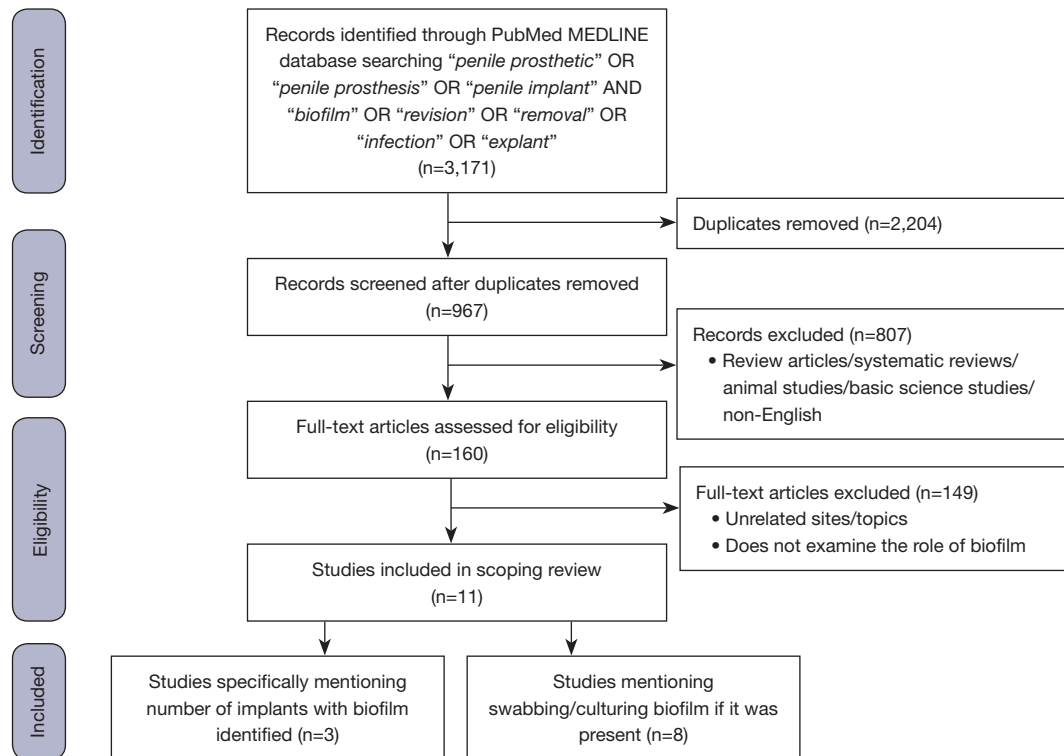 Identification
Records identified through PubMed MEDLINE
database searching “penile prosthetic” OR
“penile prosthesis” OR “penile implant” AND
“biofilm” OR “revision” OR “removal” OR
“infection” OR “explant”
(n=3,171)
Duplicates removed (n=2,204)
Screening
Records screened after duplicates removed
(n=967)
Records excluded (n=807)
• Review articles/systematic reviews/
animal studies/basic science studies/
non-English
Eligibility
Full-text articles assessed for eligibility
(n=160)
Full-text articles excluded (n=149)
• Unrelated sites/topics
• Does not examine the role of biofilm
Studies included in scoping review
(n=11)
Included
Studies specifically mentioning
number of implants with biofilm
identified (n=3)
Studies mentioning
swabbing/culturing biofilm if it was
present (n=8)